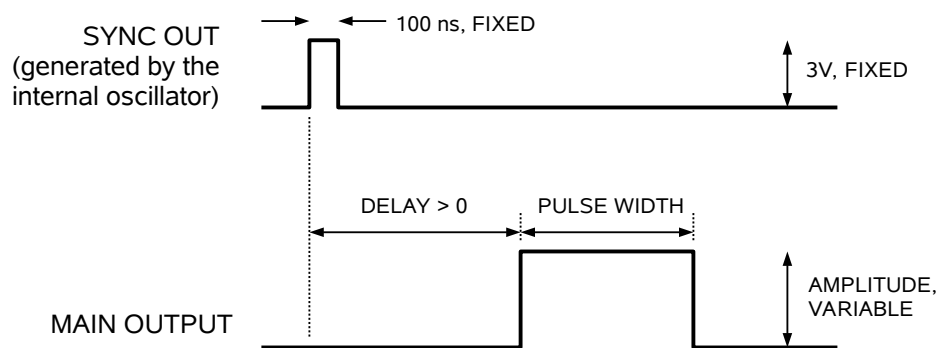 100 ns, FIXED
SYNC OUT
(generated by the
internal oscillator)
3V, FIXED
DELAY > 0
PULSE WIDTH
AMPLITUDE,
VARIABLE
MAIN OUTPUT